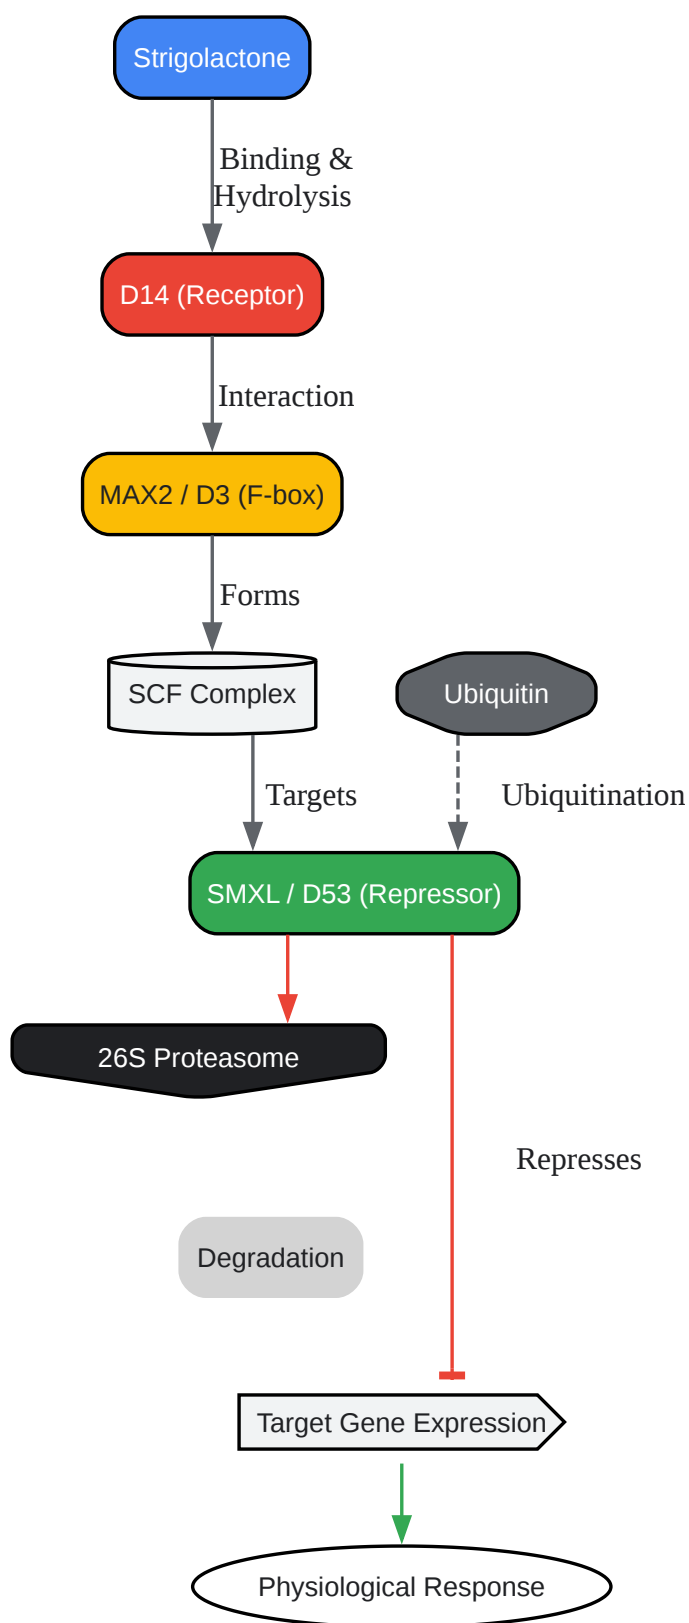 Strigolactone
Binding &
Hydrolysis
D14 (Receptor)
Interaction
MAX2 / D3 (F-box)
Forms
SCF Complex
Ubiquitin
Targets
Ubiquitination
SMXL / D53 (Repressor)
26S Proteasome
Represses
Degradation
Target Gene Expression
Physiological Response